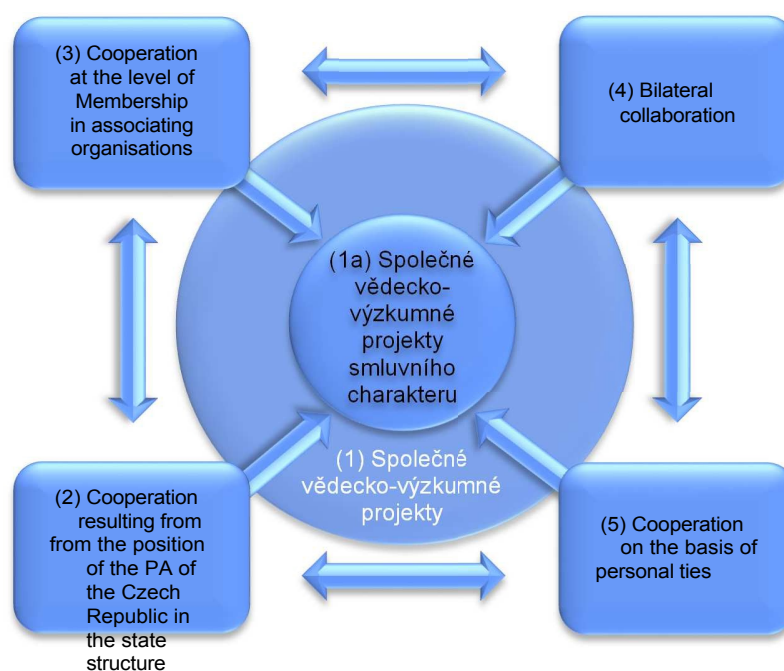 (3) Cooperation
at the level of
Membership
in associating
organisations
(4) Bilateral
collaboration
(1a) Společné
vědecko-
výzkumné
projekty
smluvního
charakteru
(1) Společné
vědecko-výzkumné
projekty
(2) Cooperation
resulting from
from the position
of the PA of
the Czech
Republic in
the state
structure
(5) Cooperation
on the basis of
personal ties